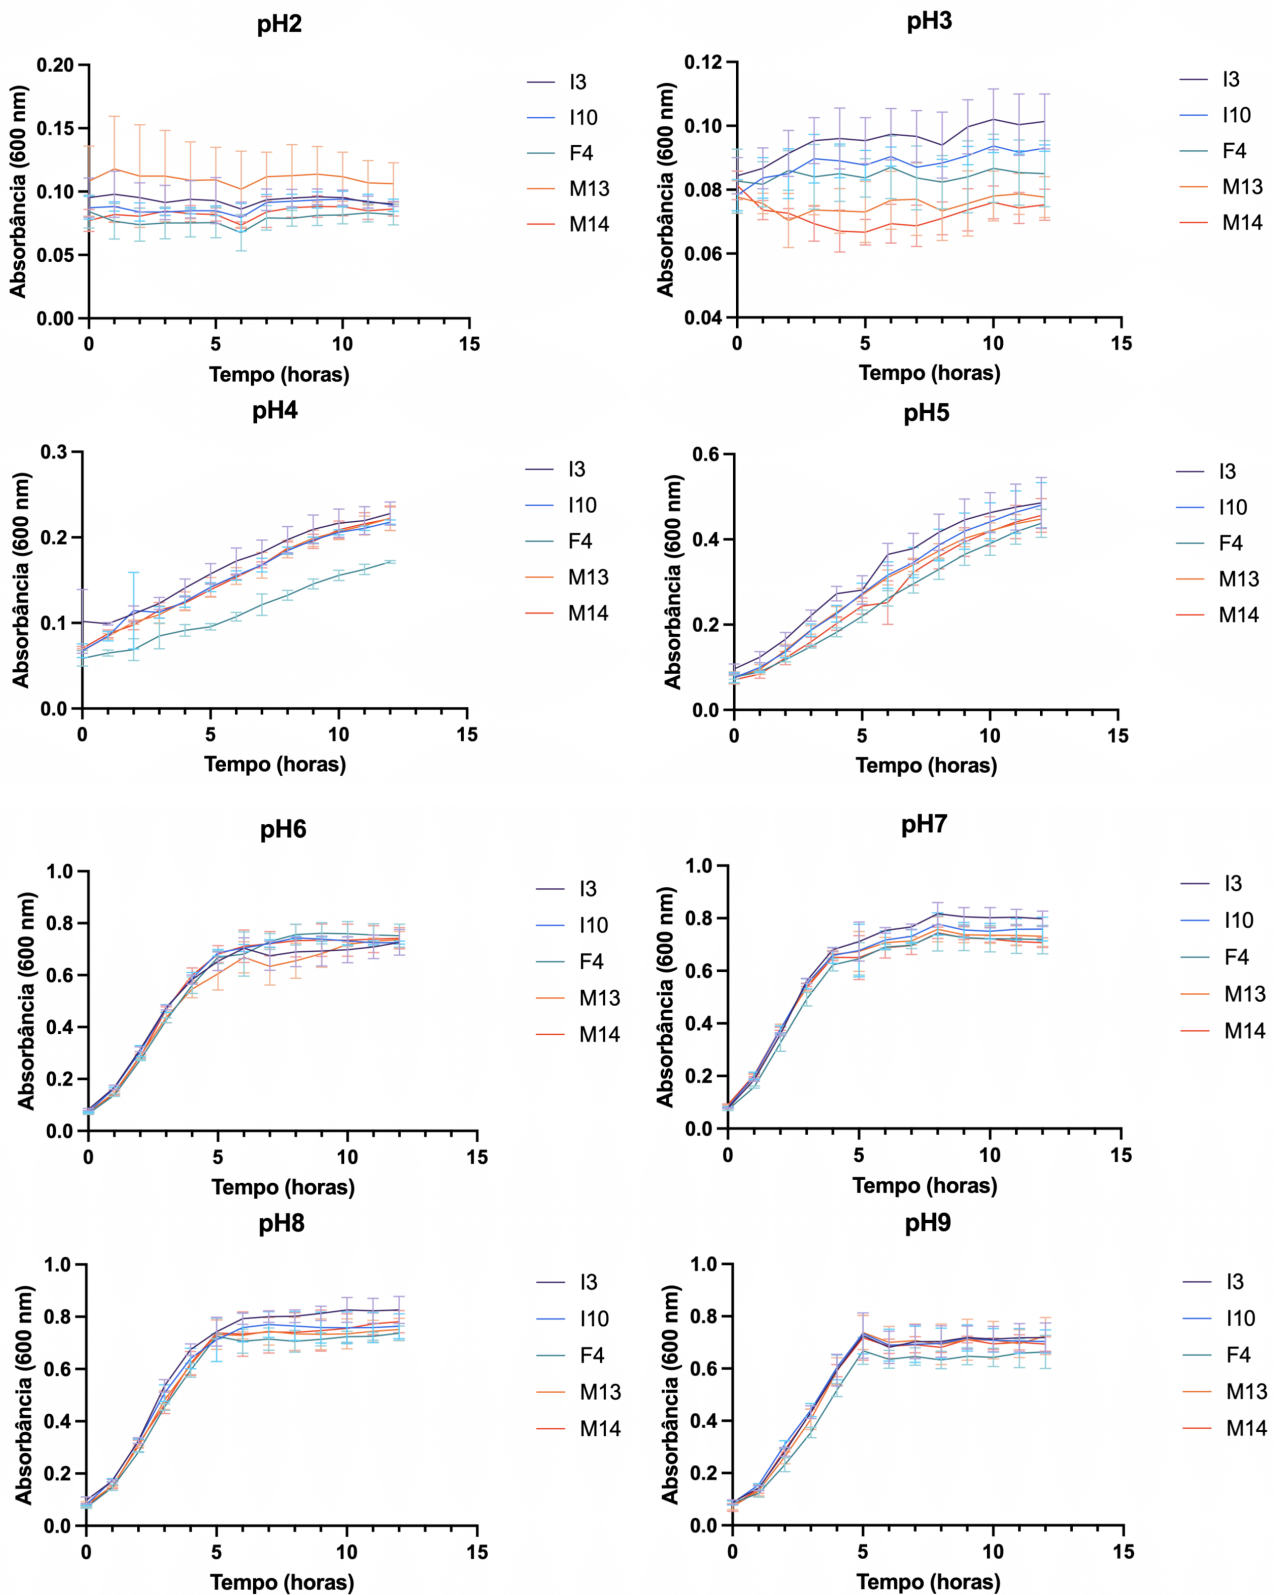 pH2
0.20
0.15
0.10
0.05
0.00
Absorbância (600 nm)
0 5 10 15
Tempo (horas)
I3
I10
F4
M13
M14
pH3
0.12
0.10
0.08
0.06
0.04
Absorbância (600 nm)
0 5 10 15
Tempo (horas)
I3
I10
F4
M13
M14
pH4
0.3
0.2
0.1
0.0
Absorbância (600 nm)
0 5 10 15
Tempo (horas)
I3
I10
F4
M13
M14
pH5
0.6
0.4
0.2
0.0
Absorbância (600 nm)
0 5 10 15
Tempo (horas)
I3
I10
F4
M13
M14
pH6
1.0
0.8
0.6
0.4
0.2
0.0
Absorbância (600 nm)
0 5 10 15
Tempo (horas)
I3
I10
F4
M13
M14
pH7
1.0
0.8
0.6
0.4
0.2
0.0
Absorbância (600 nm)
0 5 10 15
Tempo (horas)
I3
I10
F4
M13
M14
pH8
1.0
0.8
0.6
0.4
0.2
0.0
Absorbância (600 nm)
0 5 10 15
Tempo (horas)
I3
I10
F4
M13
M14
pH9
1.0
0.8
0.6
0.4
0.2
0.0
Absorbância (600 nm)
0 5 10 15
Tempo (horas)
I3
I10
F4
M13
M14